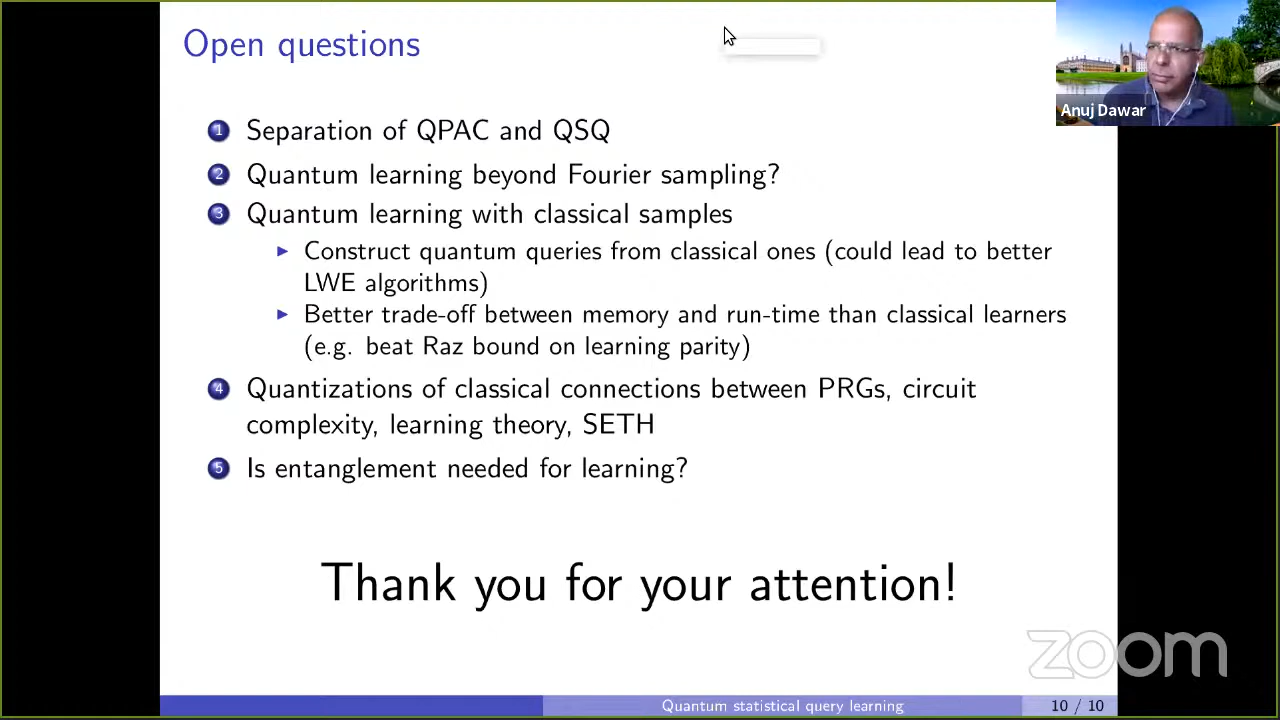 Open questions
Anuj Dawar
1 Separation of QPAC and QSQ
2 Quantum learning beyond Fourier sampling?
3 Quantum learning with classical samples
Construct quantum queries from classical ones (could lead to better
LWE algorithms)
Better trade-off between memory and run-time than classical learners
(e.g. beat Raz bound on learning parity)
4 Quantizations of classical connections between PRGs, circuit
complexity, learning theory, SETH
5 Is entanglement needed for learning?
Thank you for your attention!
zoom
Quantum statistical query learning 10 / 10